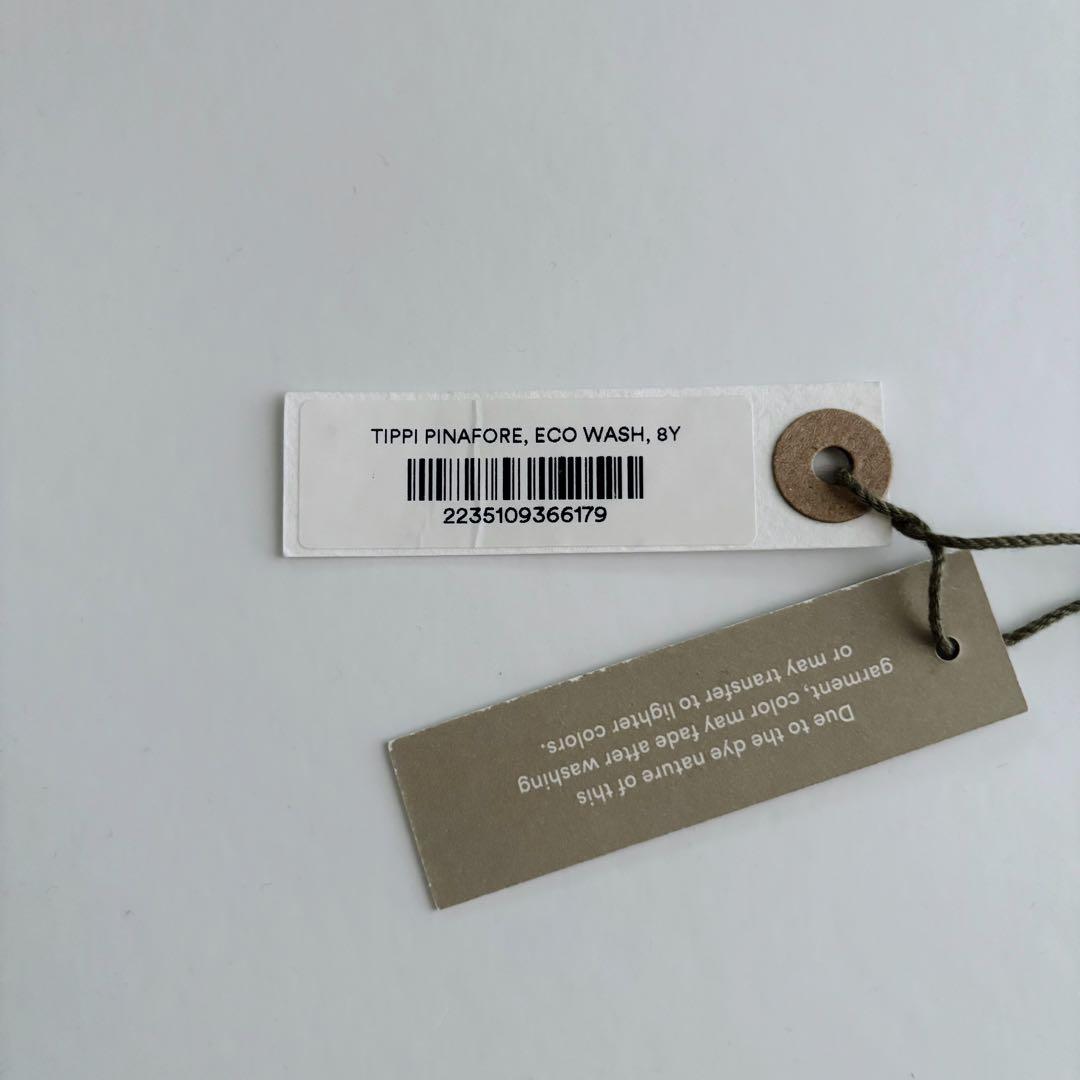 TIPPI PINAFORE, ECO WASH, 8Y
2235109366179
Due to the dye nature of this
garment, color may fade after washing
or may transfer to lighter colors.